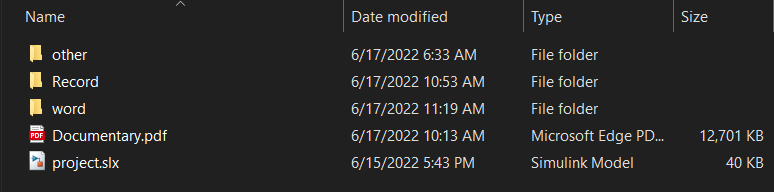 Name Date modified Type Size
other 6/17/2022 6:33 AM File folder
Record 6/17/2022 10:53 AM File folder
word 6/17/2022 11:19 AM File folder
PDF Documentary.pdf 6/17/2022 10:13 AM Microsoft Edge PD... 12,701 KB
project.slx 6/15/2022 5:43 PM Simulink Model 40 KB